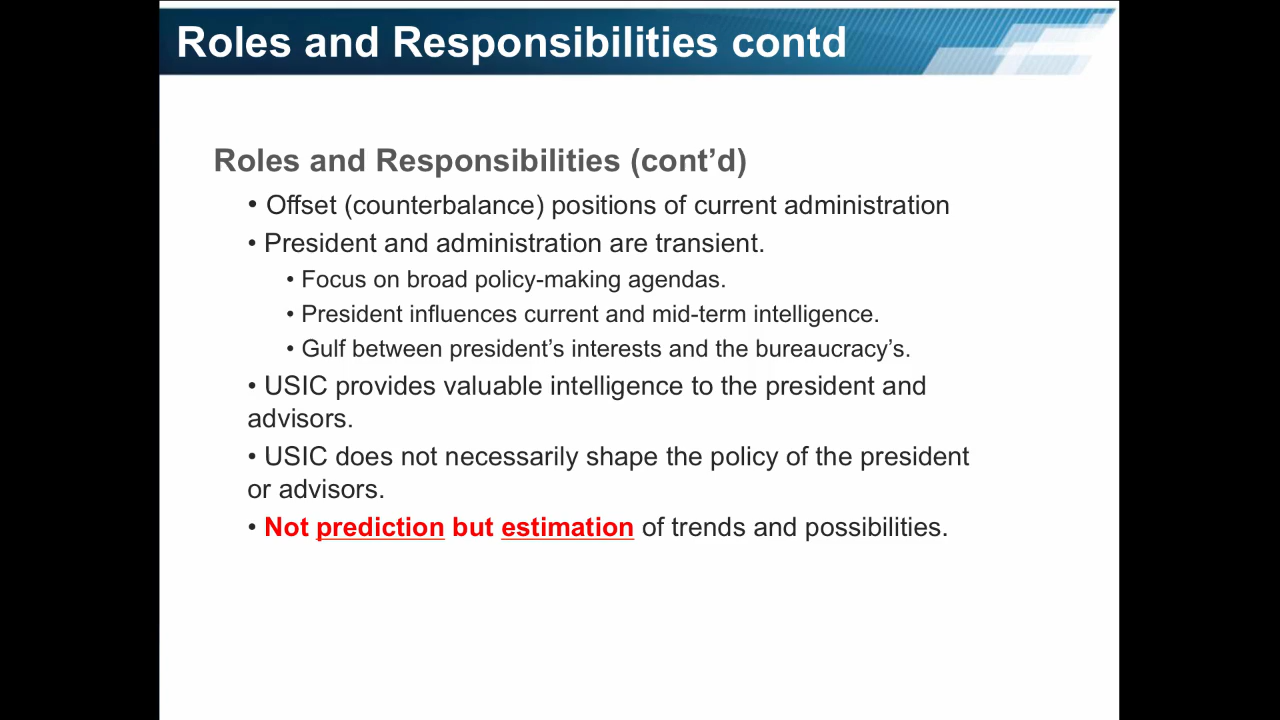 Roles and Responsibilities contd
Roles and Responsibilities (cont’d)
• Offset (counterbalance) positions of current administration
• President and administration are transient.
• Focus on broad policy-making agendas.
• President influences current and mid-term intelligence.
• Gulf between president’s interests and the bureaucracy’s.
• USIC provides valuable intelligence to the president and
advisors.
• USIC does not necessarily shape the policy of the president
or advisors.
• Not prediction but estimation of trends and possibilities.